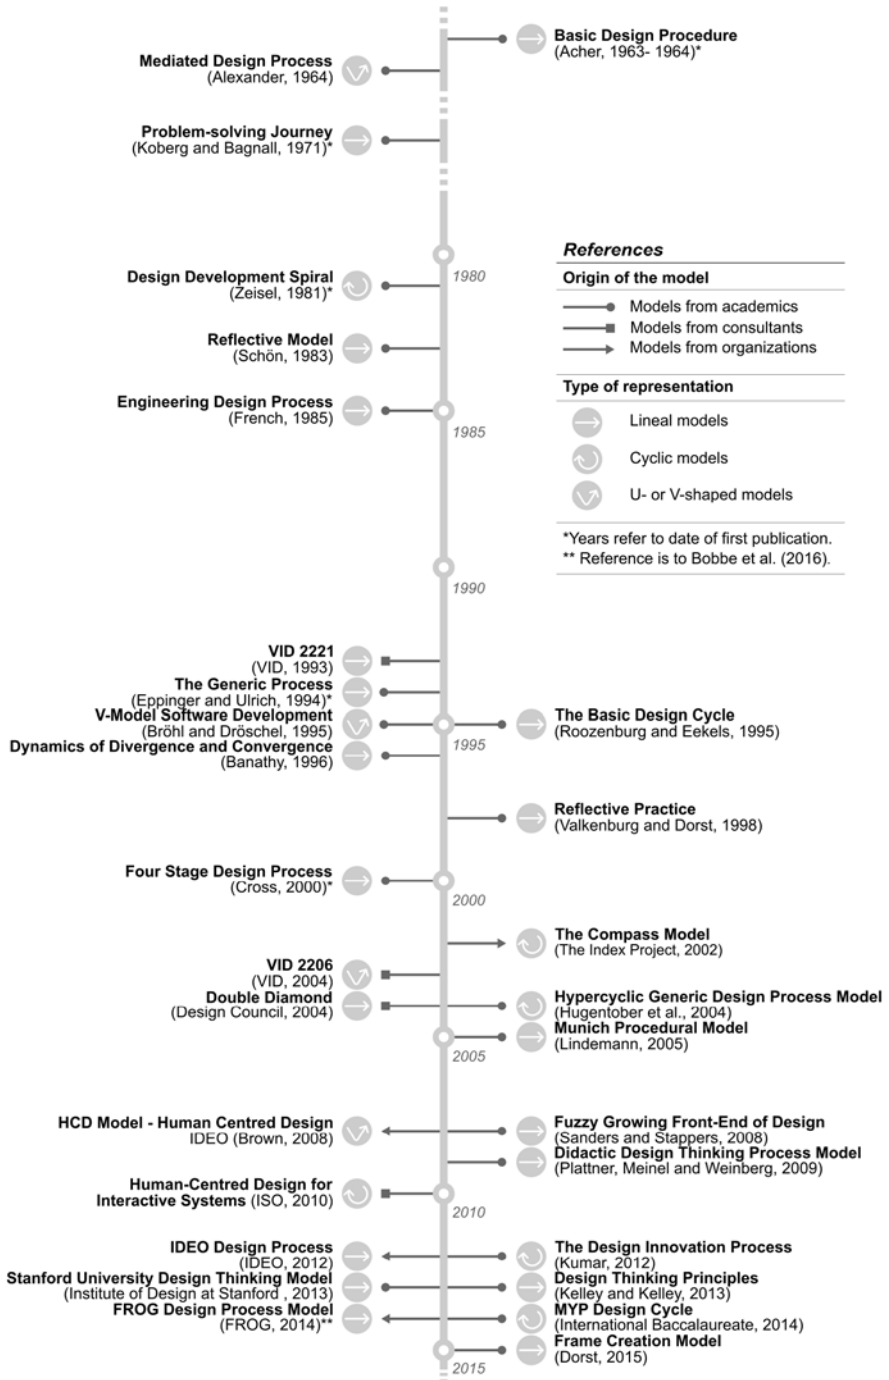 Basic Design Procedure
(Acher, 1963- 1964)*
Mediated Design Process
(Alexander, 1964)
Problem-solving Journey
(Koberg and Bagnall, 1971)*
1980
Design Development Spiral
(Zeisel, 1981)*
Reflective Model
(Schön, 1983)
Engineering Design Process
(French, 1985)
1985
References
Origin of the model
Models from academics
Models from consultants
Models from organizations
Type of representation
Lineal models
Cyclic models
U- or V-shaped models
*Years refer to date of first publication.
** Reference is to Bobbe et al. (2016).
1990
VID 2221
(VID, 1993)
The Generic Process
(Eppinger and Ulrich, 1994)*
V-Model Software Development
(Bröhl and Dröschel, 1995)
The Basic Design Cycle
(Roozenburg and Eekels, 1995)
1995
Dynamics of Divergence and Convergence
(Banathy, 1996)
Reflective Practice
(Valkenburg and Dorst, 1998)
Four Stage Design Process
(Cross, 2000)*
2000
The Compass Model
(The Index Project, 2002)
VID 2206
(VID, 2004)
Double Diamond
(Design Council, 2004)
Hypercyclic Generic Design Process Model
(Hugentober et al., 2004)
Munich Procedural Model
(Lindemann, 2005)
2005
HCD Model - Human Centred Design
IDEO (Brown, 2008)
Fuzzy Growing Front-End of Design
(Sanders and Stappers, 2008)
Didactic Design Thinking Process Model
(Plattner, Meinel and Weinberg, 2009)
Human-Centred Design for
Interactive Systems (ISO, 2010)
2010
IDEO Design Process
(IDEO, 2012)
The Design Innovation Process
(Kumar, 2012)
Stanford University Design Thinking Model
(Institute of Design at Stanford , 2013)
Design Thinking Principles
(Kelley and Kelley, 2013)
FROG Design Process Model
(FROG, 2014)**
MYP Design Cycle
(International Baccalaureate, 2014)
Frame Creation Model
(Dorst, 2015)
2015